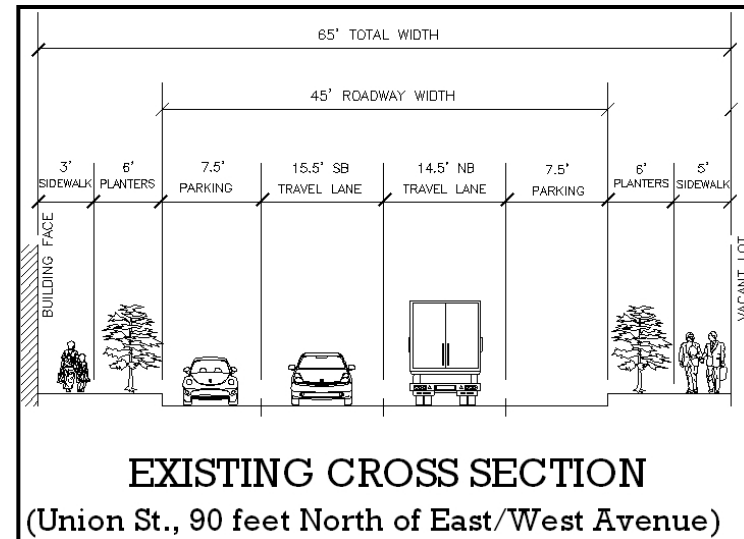 65' TOTAL WIDTH
45' ROADWAY WIDTH
3' SIDEWALK
6' PLANTERS
7.5' PARKING
15.5' SB TRAVEL LANE
14.5' NB TRAVEL LANE
7.5' PARKING
6' PLANTERS
5' SIDEWALK
BUILDING FACE
VACANT LOT
EXISTING CROSS SECTION
(Union St., 90 feet North of East/West Avenue)